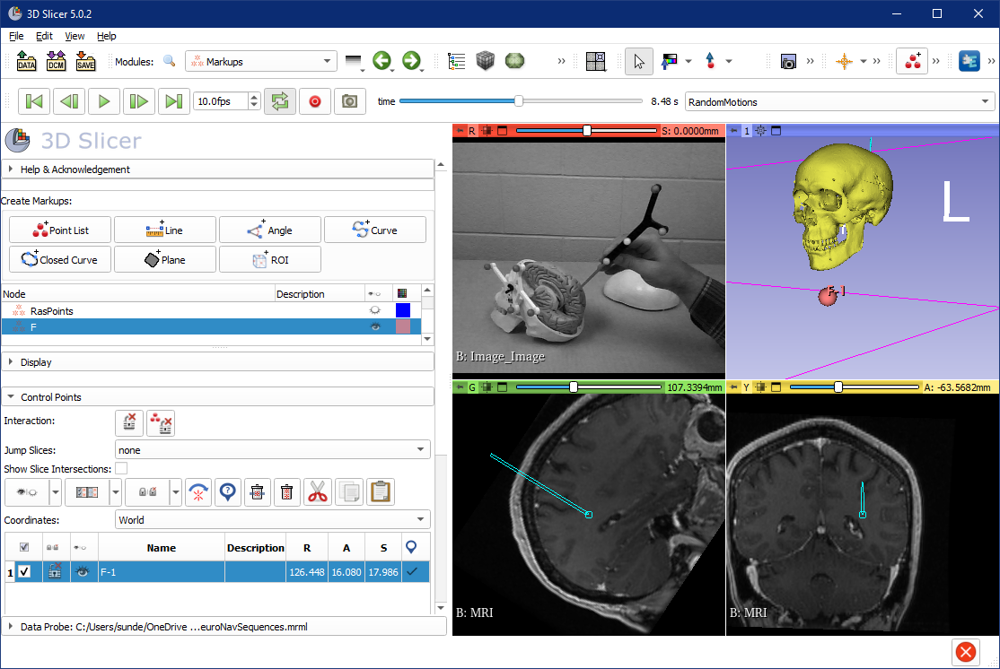 3D Slicer 5.0.2
File Edit View Help
DATA DCM SAVE Modules: Markups
10.0fps time 8.48 s RandomMotions
3D Slicer
Help & Acknowledgement
Create Markups:
Point List Line Angle Curve
Closed Curve Plane ROI
Node Description
RasPoints
F
Display
Control Points
Interaction:
Jump Slices: none
Show Slice Intersections:
Coordinates: World
Name Description R A S
1 F-1 126.448 16.080 17.986
Data Probe: C:/Users/sunde/OneDrive ...euroNavSequences.mrml
R S: 0.0000mm
B: Image_Image
1
L
F-1
G 107.3394mm
B: MRI
Y A: -63.5682mm
B: MRI